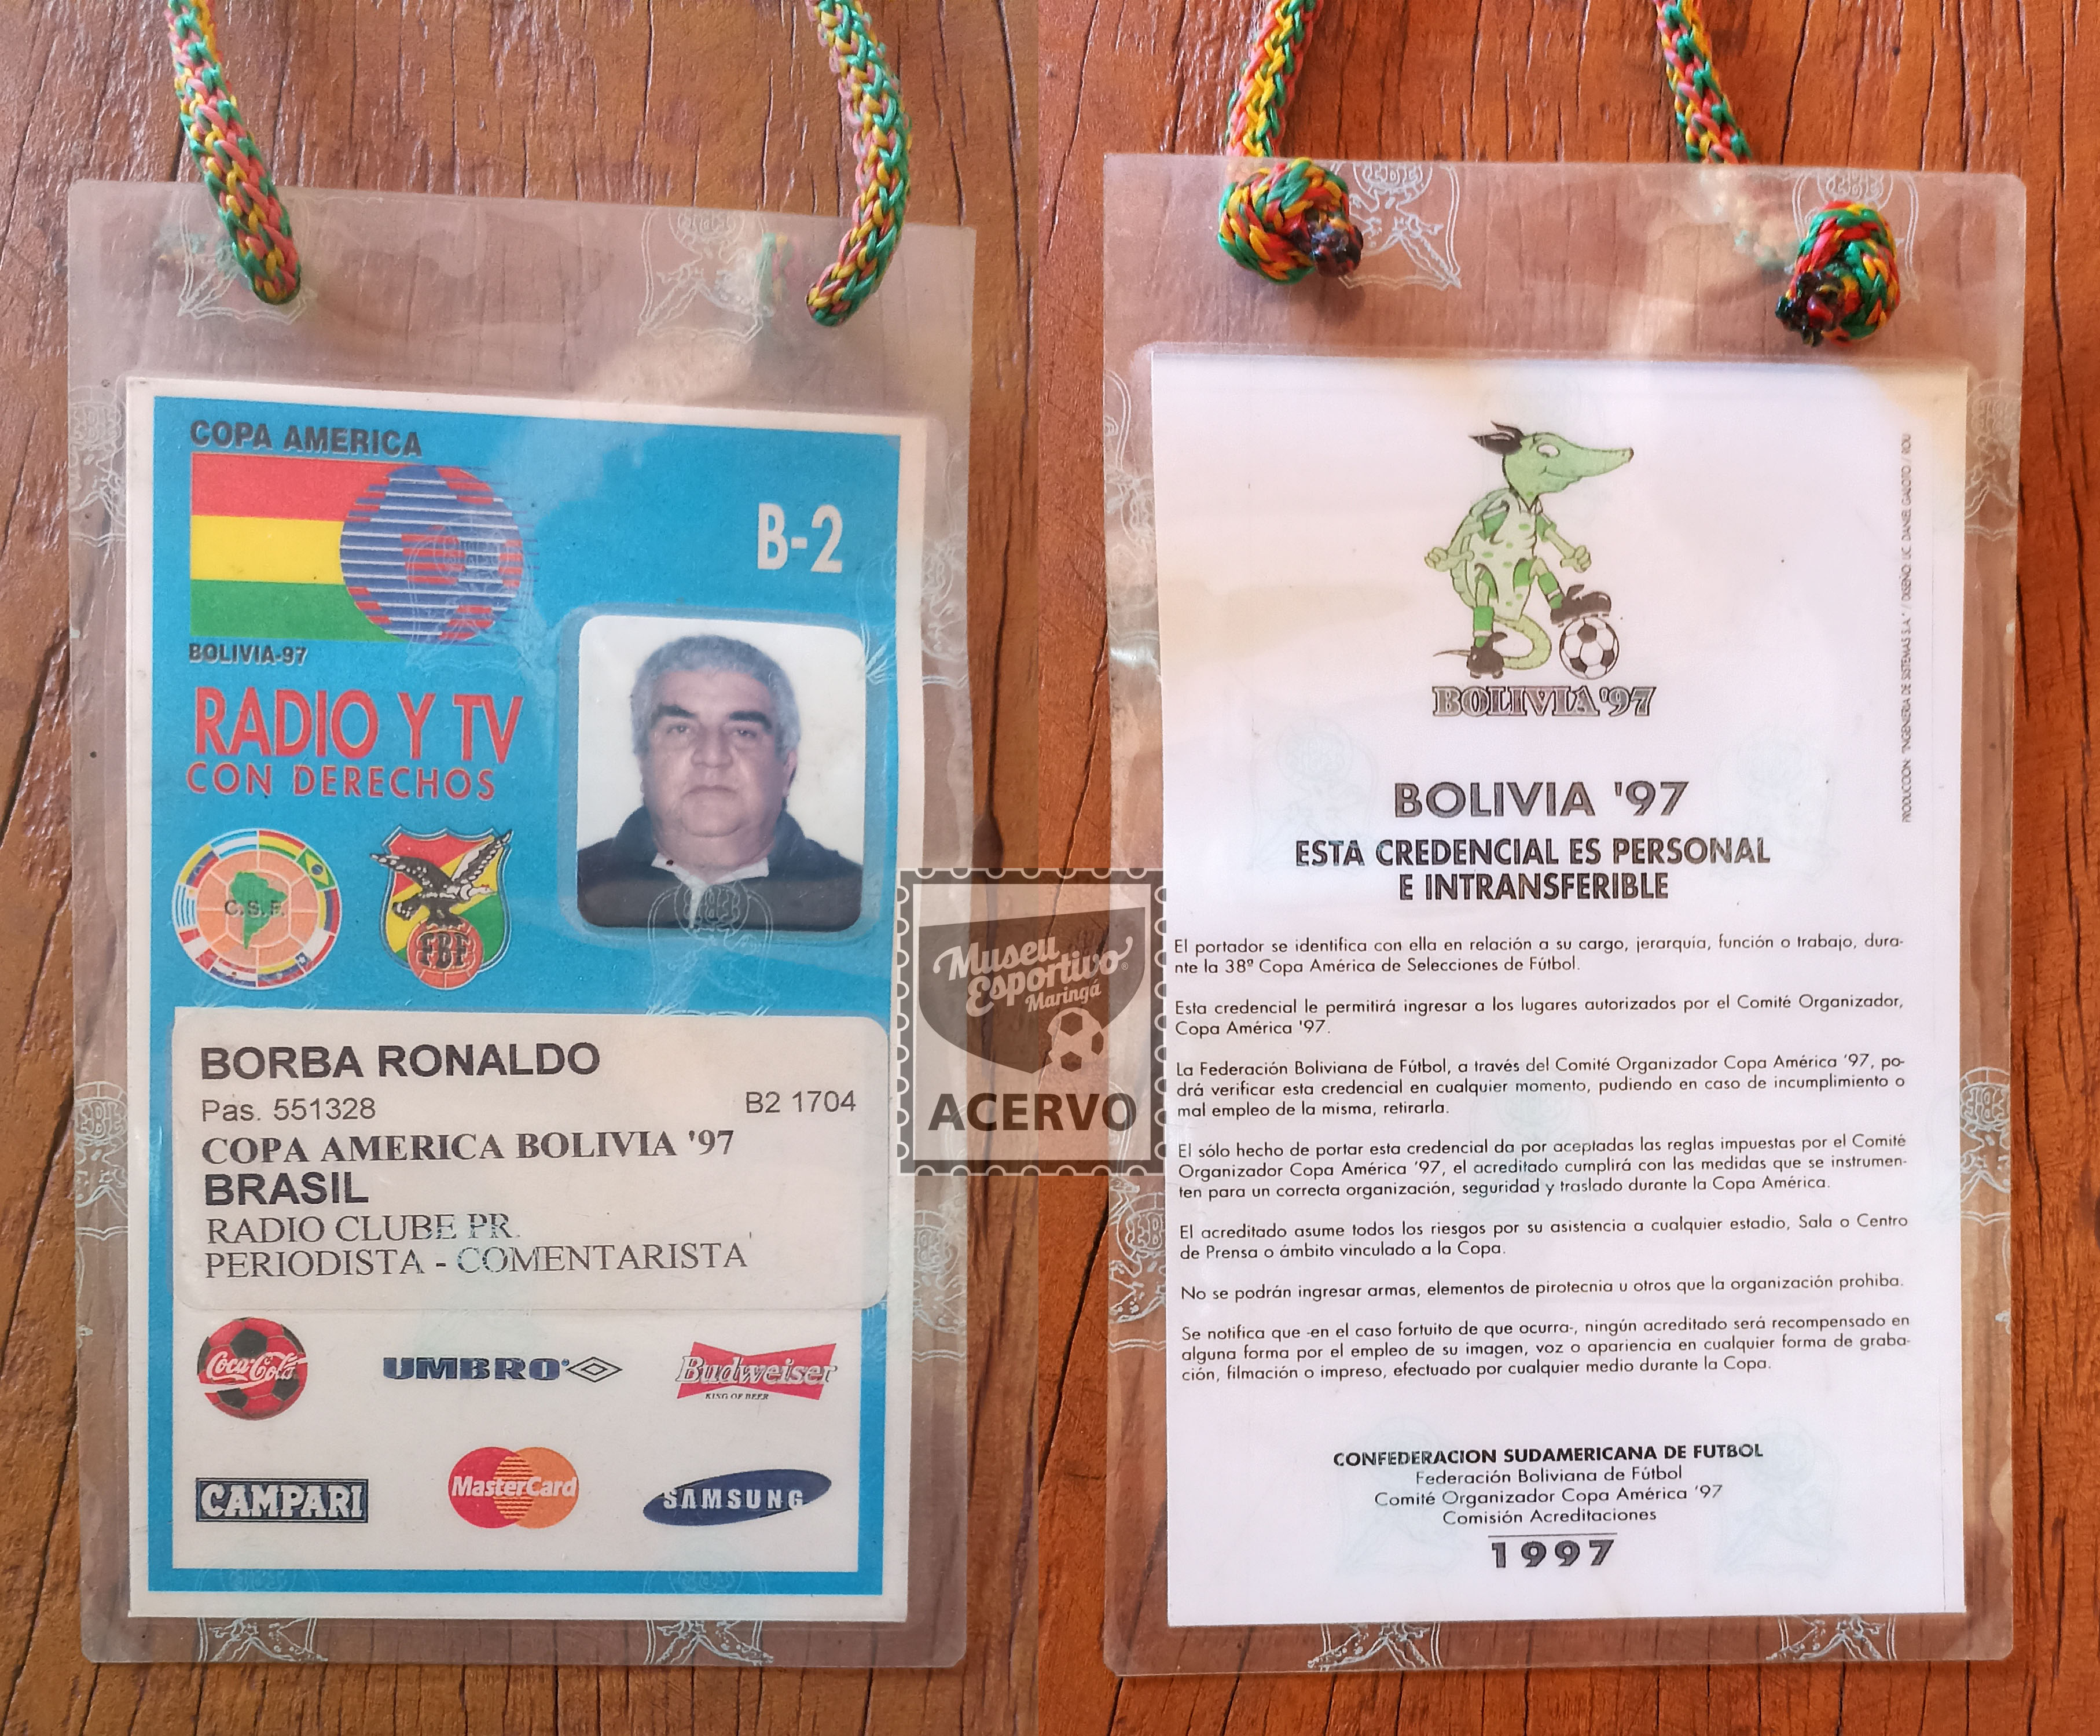 COPA AMERICA
B-2
BOLIVIA-97
RADIO Y TV
CON DERECHOS
C.S.F.
FBF
BORBA RONALDO
Pas. 551328
B2 1704
COPA AMERICA BOLIVIA '97
BRASIL
RADIO CLUBE PR.
PERIODISTA - COMENTARISTA
Coca-Cola
UMBRO
Budweiser
KING OF BEER
CAMPARI
MasterCard
SAMSUNG
Museu
Esportivo
Maringá
ACERVO
BOLIVIA '97
PRODUCCION: "INGENIERIA DE SISTEMAS S.A." / DISEÑO: LIC. DANIEL GALOTO / ROU
BOLIVIA '97
ESTA CREDENCIAL ES PERSONAL
E INTRANSFERIBLE
El portador se identifica con ella en relación a su cargo, jerarquía, función o trabajo, dura-
nte la 38º Copa América de Selecciones de Fútbol.
Esta credencial le permitirá ingresar a los lugares autorizados por el Comité Organizador,
Copa América '97.
La Federación Boliviana de Fútbol, a través del Comité Organizador Copa América '97, po-
drá verificar esta credencial en cualquier momento, pudiendo en caso de incumplimiento o
mal empleo de la misma, retirarla.
El sólo hecho de portar esta credencial da por aceptadas las reglas impuestas por el Comité
Organizador Copa América '97, el acreditado cumplirá con las medidas que se instrumen-
ten para un correcta organización, seguridad y traslado durante la Copa América.
El acreditado asume todos los riesgos por su asistencia a cualquier estadio, Sala o Centro
de Prensa o ámbito vinculado a la Copa.
No se podrán ingresar armas, elementos de pirotecnia u otros que la organización prohiba.
Se notifica que -en el caso fortuito de que ocurra-, ningún acreditado será recompensado en
alguna forma por el empleo de su imagen, voz o apariencia en cualquier forma de graba-
ción, filmación o impreso, efectuado por cualquier medio durante la Copa.
CONFEDERACION SUDAMERICANA DE FUTBOL
Federación Boliviana de Fútbol
Comité Organizador Copa América '97
Comisión Acreditaciones
1997